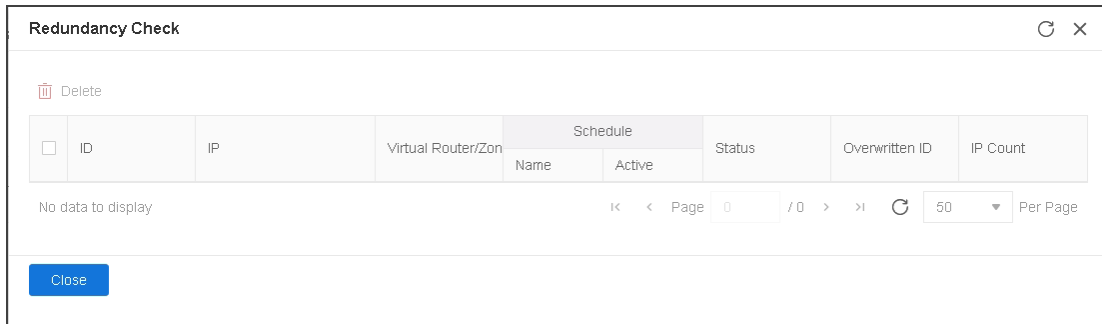 Redundancy Check
Delete
ID IP Virtual Router/Zon Schedule Status Overwritten ID IP Count
Name Active
No data to display Page 0 / 0 50 Per Page
Close